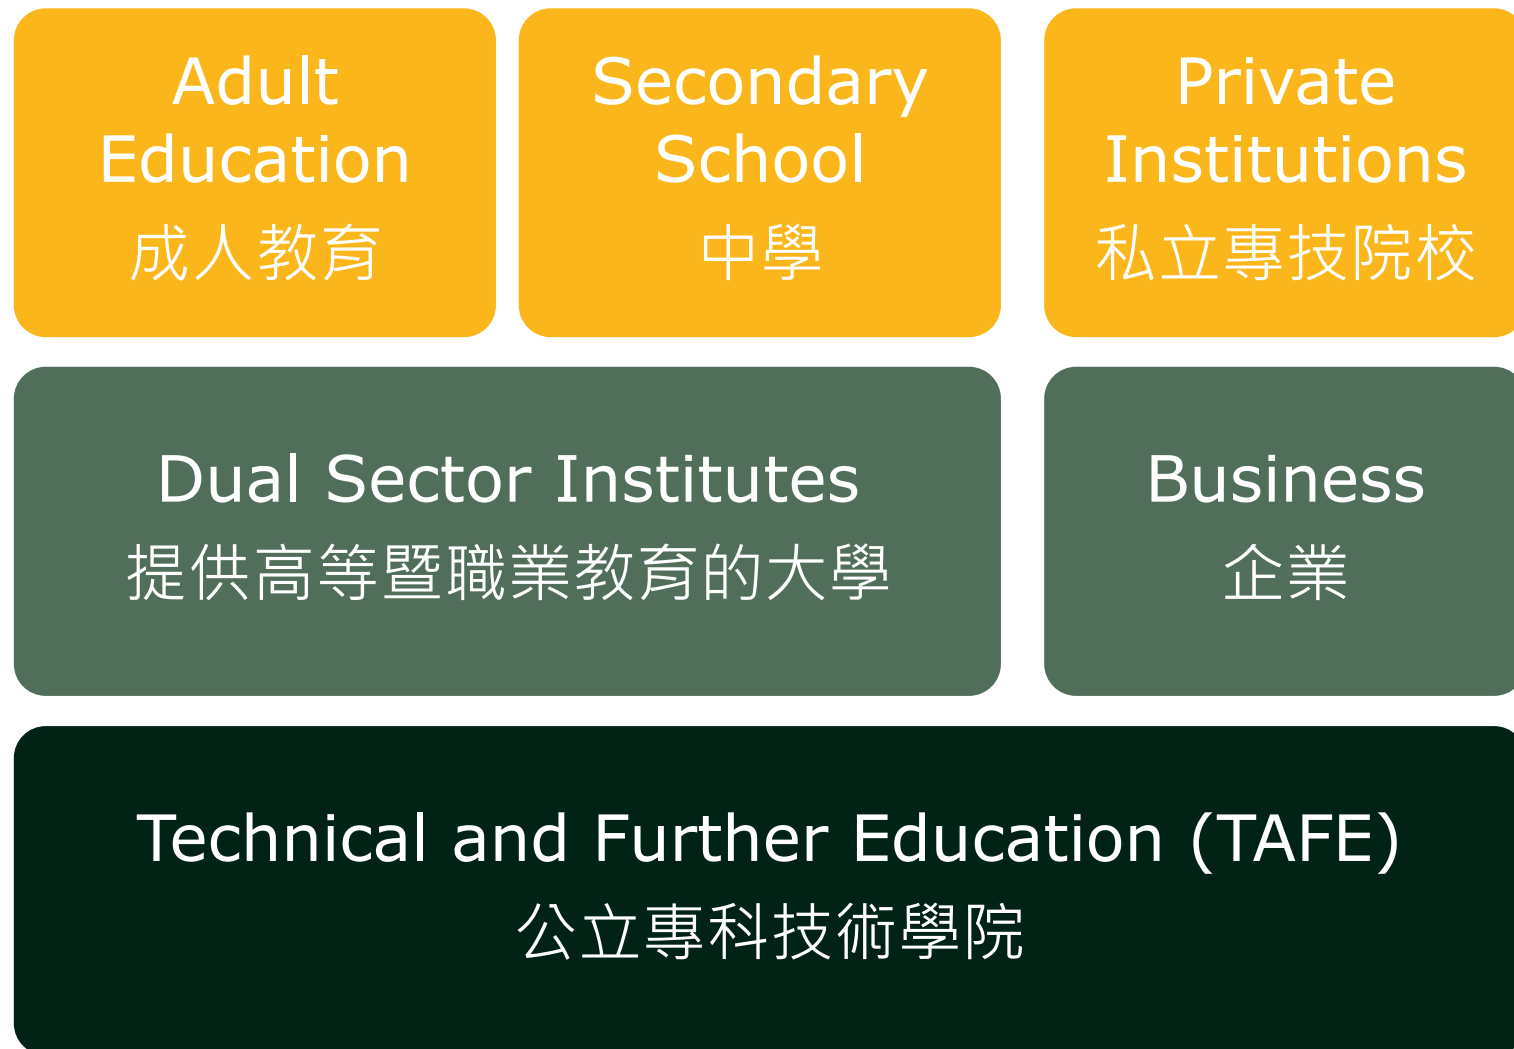 Adult
Education
成人教育
Secondary
School
中學
Private
Institutions
私立專技院校
Dual Sector Institutes
提供高等暨職業教育的大學
Business
企業
Technical and Further Education (TAFE)
公立專科技術學院